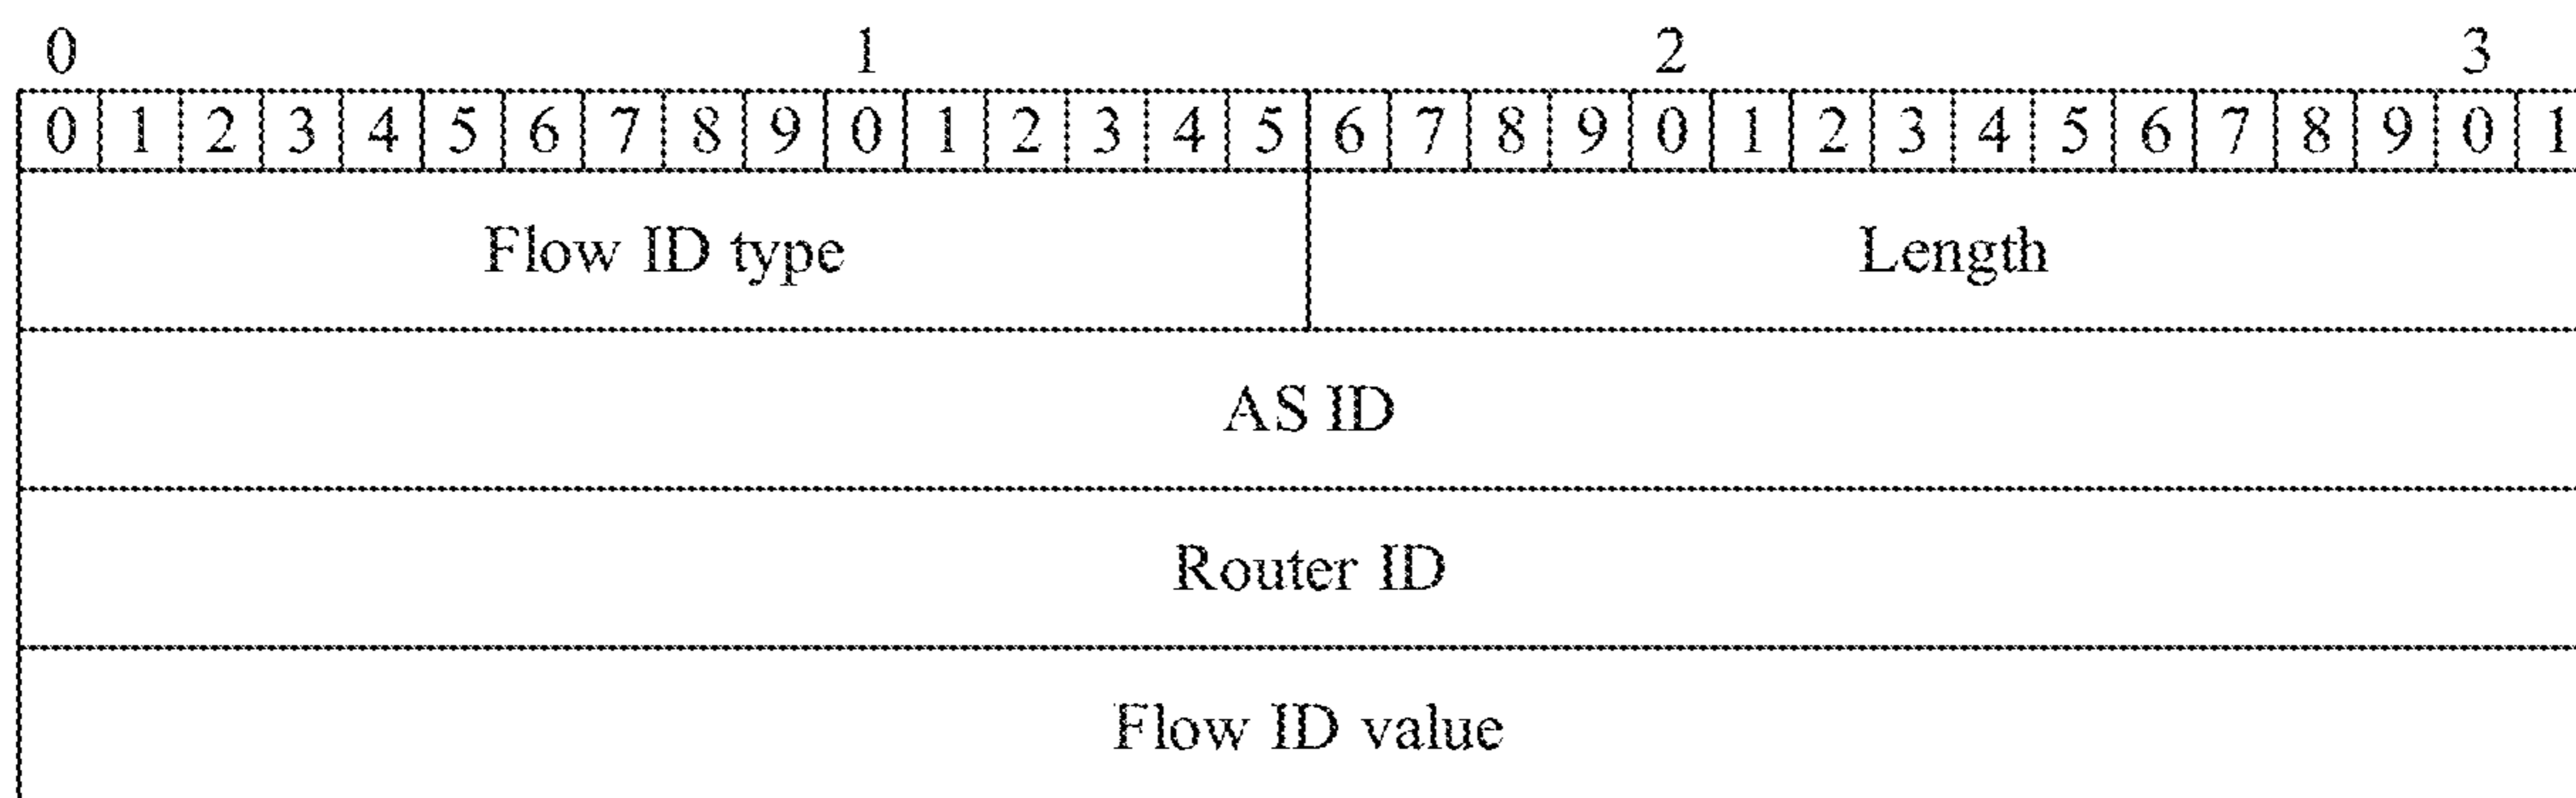 0 1 2 3
0 1 2 3 4 5 6 7 8 9 0 1 2 3 4 5 6 7 8 9 0 1 2 3 4 5 6 7 8 9 0 1
Flow ID type Length
AS ID
Router ID
Flow ID value